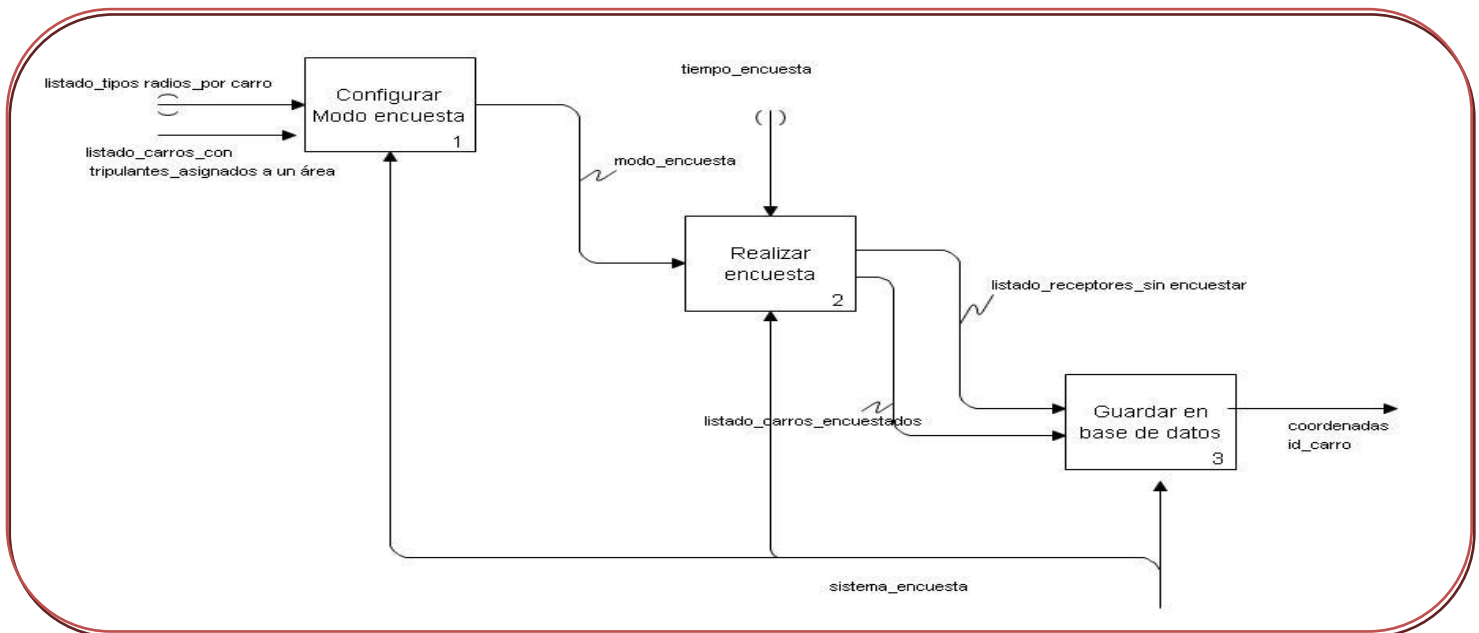 listado_tipos radios_por carro
listado_carros_con
tripulantes_asignados a un área
Configurar
Modo encuesta
1
tiempo_encuesta
( )
modo_encuesta
Realizar
encuesta
2
listado_receptores_sin encuestar
listado_carros_encuestados
Guardar en
base de datos
3
coordenadas
id_carro
sistema_encuesta